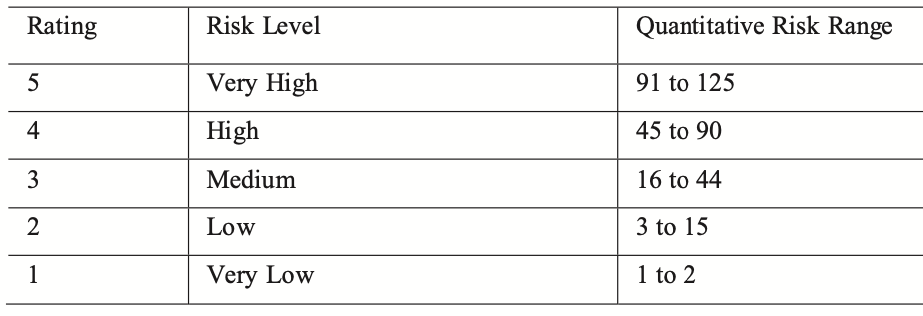 Rating Risk Level Quantitative Risk Range
5 Very High 91 to 125
4 High 45 to 90
3 Medium 16 to 44
2 Low 3 to 15
1 Very Low 1 to 2